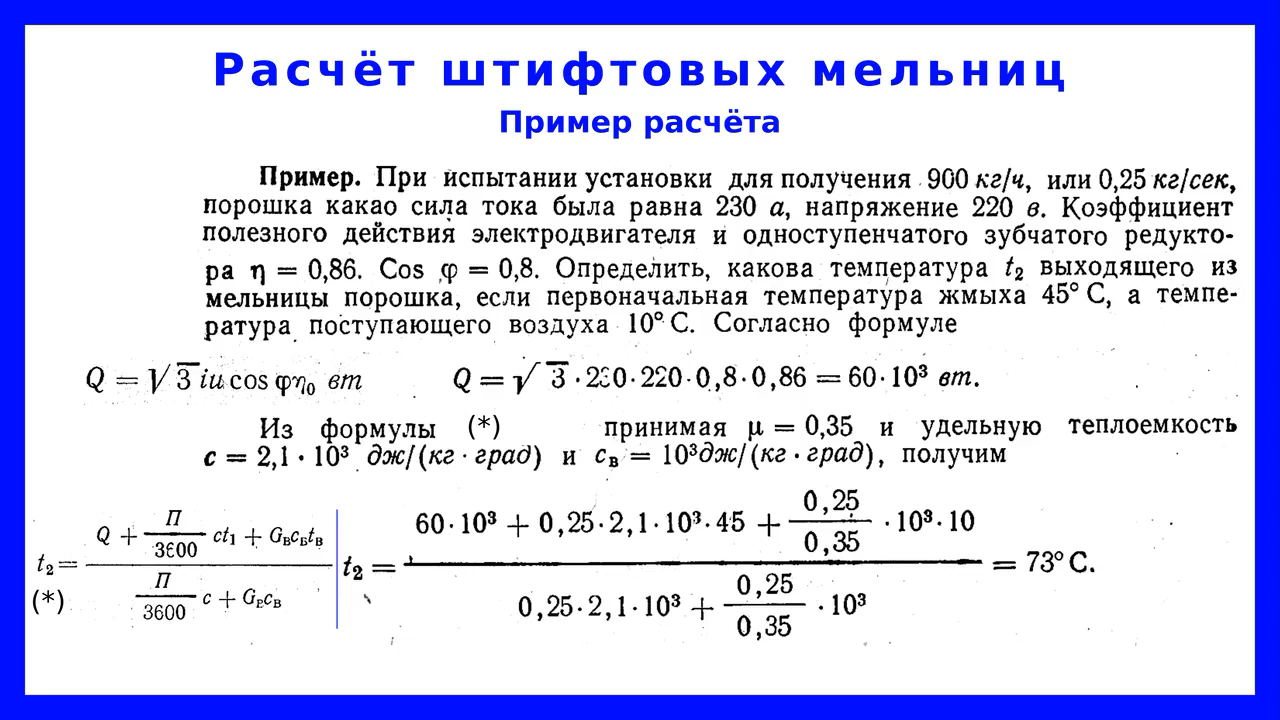 Расчёт штифтовых мельниц
Пример расчёта
Пример. При испытании установки для получения 900 кг/ч, или 0,25 кг/сек,
порошка какао сила тока была равна 230 а, напряжение 220 в. Коэффициент
полезного действия электродвигателя и одноступенчатого зубчатого редукто-
ра η = 0,86. Cos φ = 0,8. Определить, какова температура t₂ выходящего из
мельницы порошка, если первоначальная температура жмыха 45° С, а темпе-
ратура поступающего воздуха 10° С. Согласно формуле
Q = √3 iu cos φη₀ вт Q = √3 · 230 · 220 · 0,8 · 0,86 = 60 · 10³ вт.
Из формулы (*) принимая μ = 0,35 и удельную теплоемкость
c = 2,1 · 10³ дж/(кг · град) и cв = 10³ дж/(кг · град), получим
t₂ = (Q + П/3600 ct₁ + Gвcвtв) / (П/3600 c + Gвcв) t₂ = (60 · 10³ + 0,25 · 2,1 · 10³ · 45 + 0,25/0,35 · 10³ · 10) / (0,25 · 2,1 · 10³ + 0,25/0,35 · 10³) = 73° С.
(*)